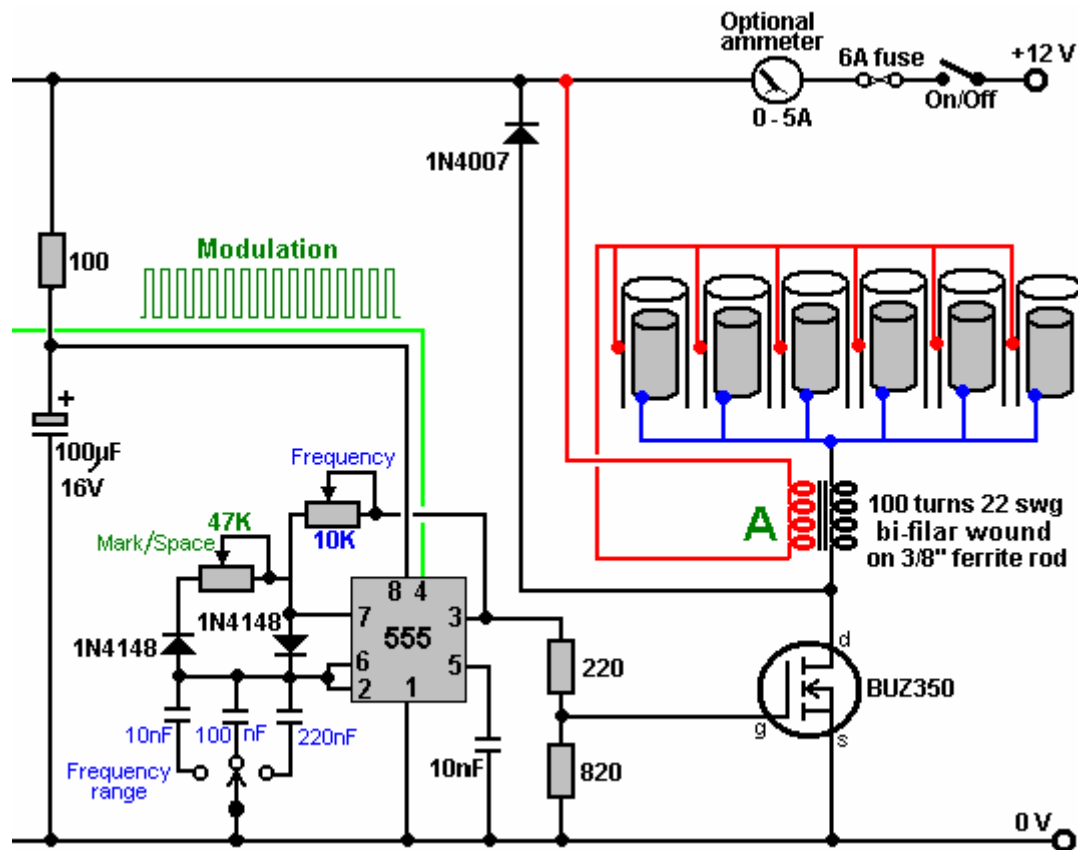 Optional
ammeter
6A fuse
+12 V
On/Off
0 - 5A
1N4007
100
Modulation
+
100µF
16V
Frequency
47K
Mark/Space
10K
A
100 turns 22 swg
bi-filar wound
on 3/8" ferrite rod
8 4
1N4148
7
3
1N4148
555
6
5
2
1
d
220
BUZ350
g
s
10nF
100 nF
220nF
10nF
820
Frequency
range
0 V